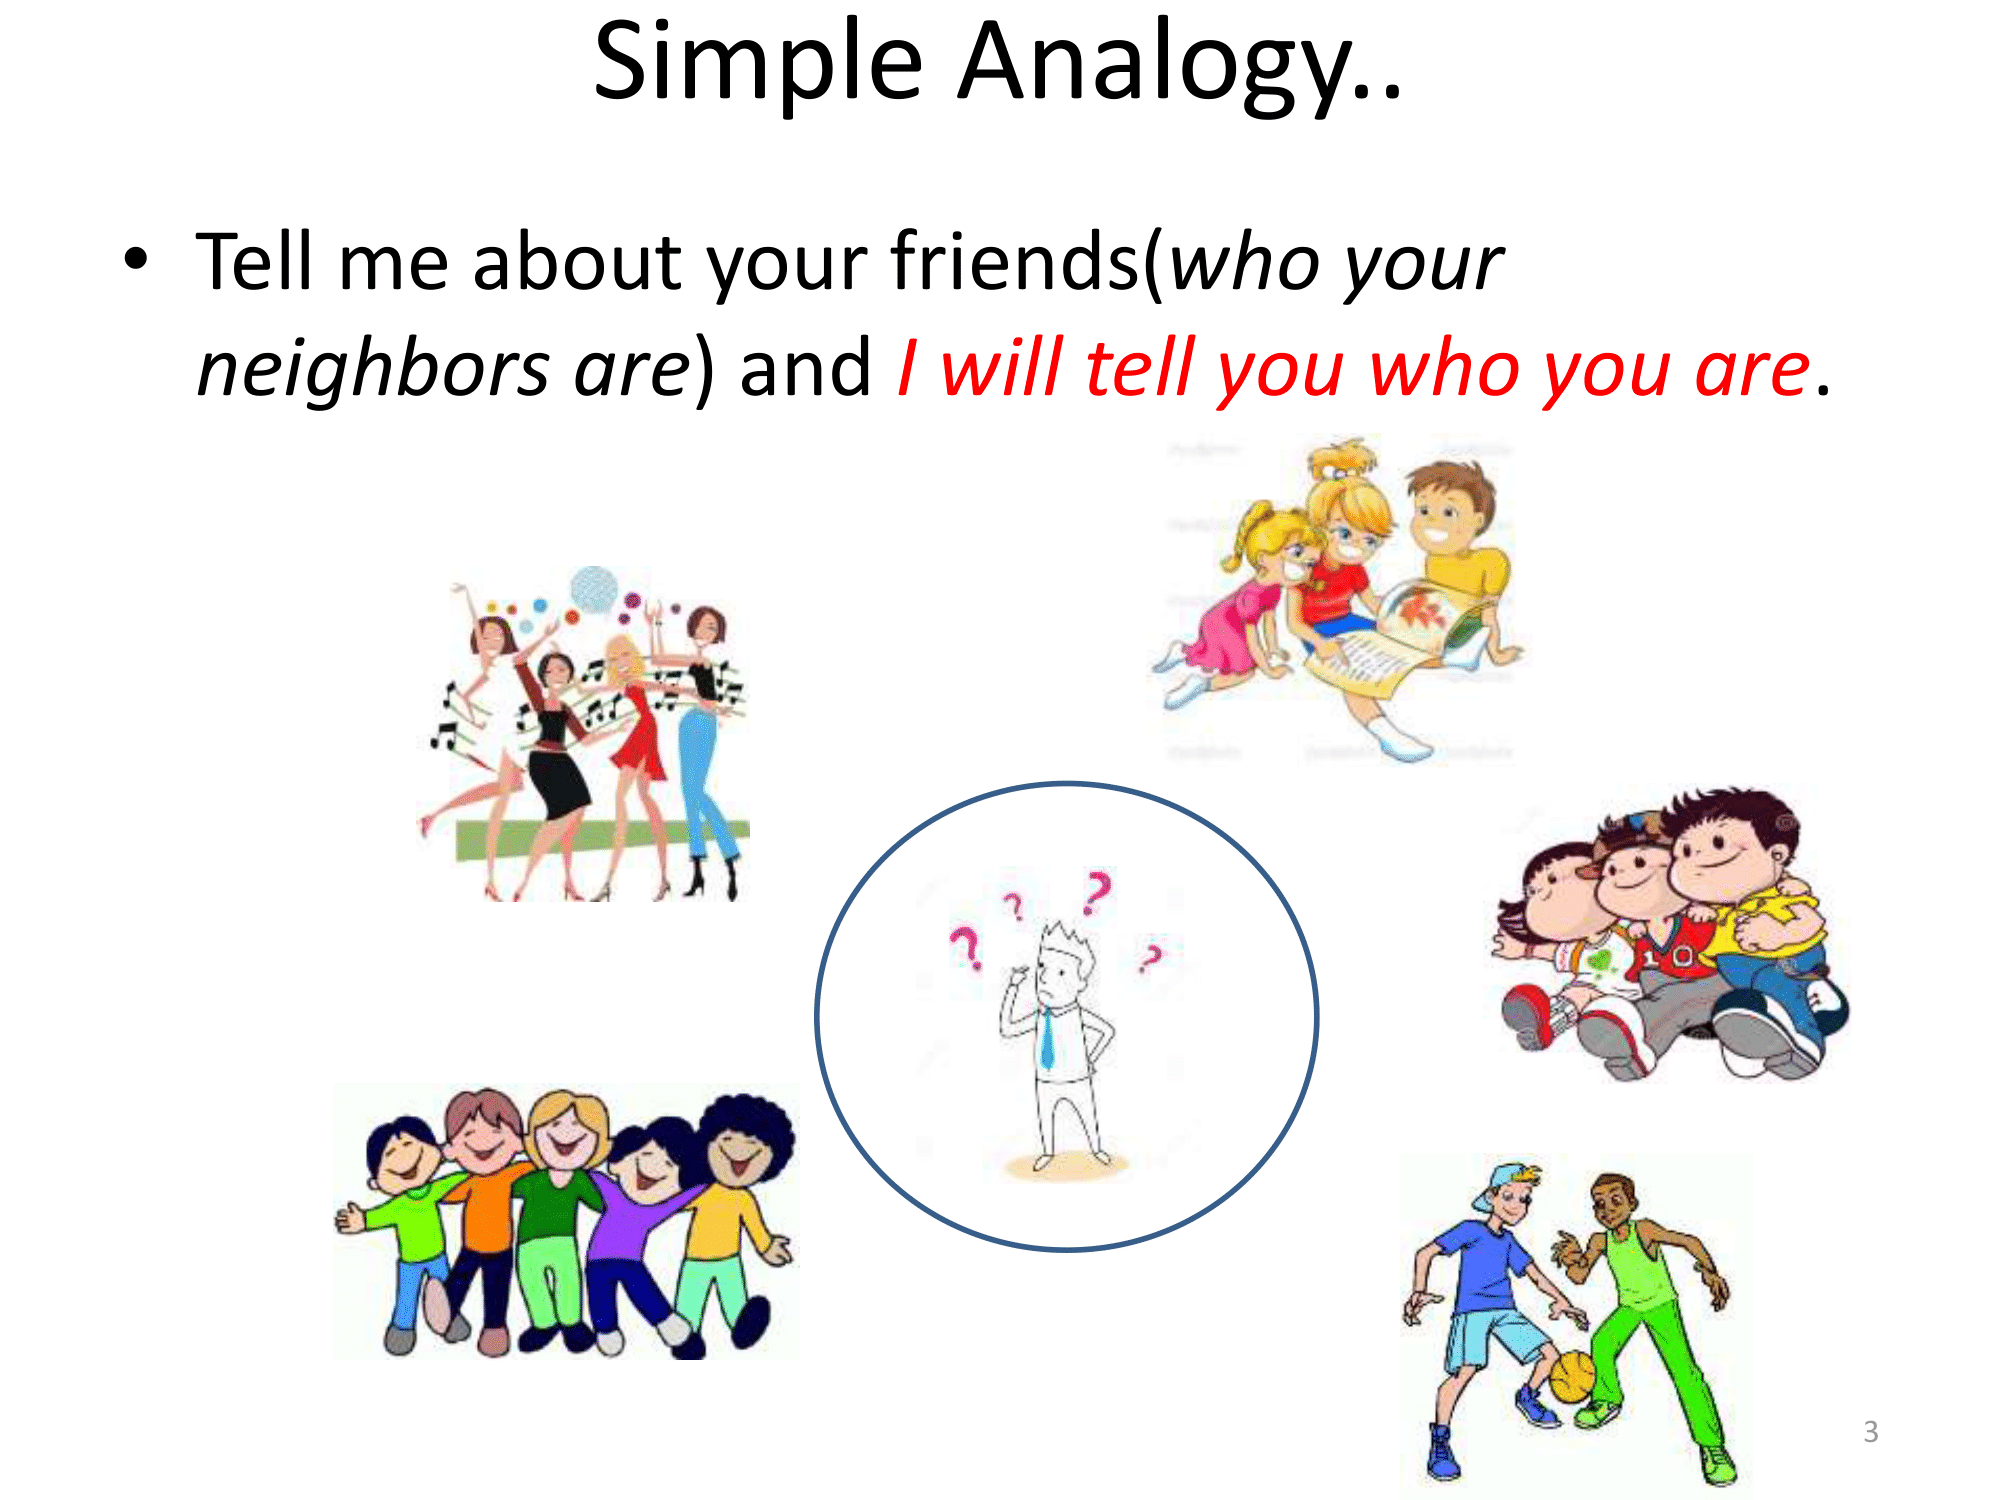 Simple Analogy..
• Tell me about your friends(who your
neighbors are) and I will tell you who you are.
? ? ? ?
10
3